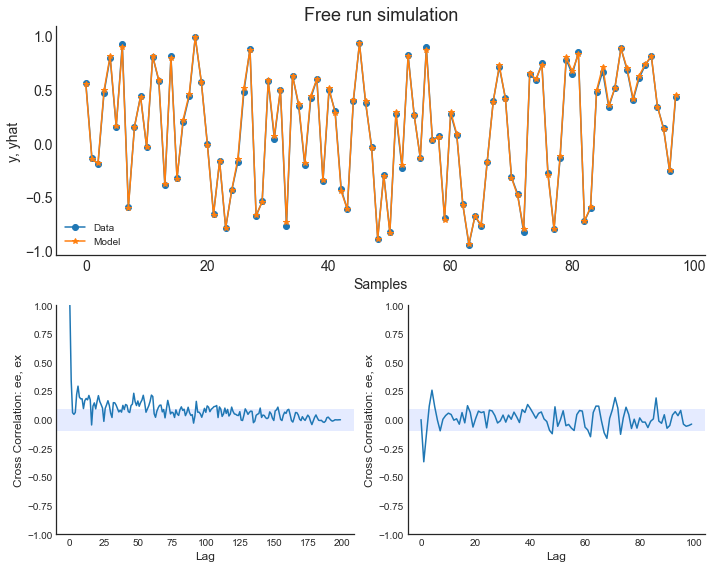 Free run simulation
y, yhat
1.0
0.5
0.0
−0.5
−1.0
Data
Model
0 20 40 60 80 100
Samples
Cross Correlation: ee, ex
1.00
0.75
0.50
0.25
0.00
−0.25
−0.50
−0.75
−1.00
0 25 50 75 100 125 150 175 200
Lag
Cross Correlation: ee, ex
1.00
0.75
0.50
0.25
0.00
−0.25
−0.50
−0.75
−1.00
0 20 40 60 80 100
Lag